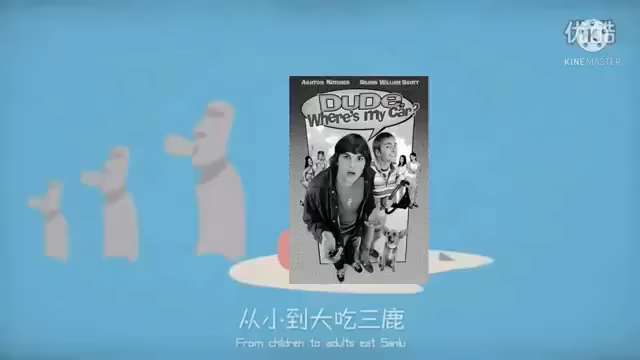 优酷
KINEMASTER
ASHTON KUTCHER SEANN WILLIAM SCOTT
DUDE,
Where's my car?
从小到大吃三鹿
From children to adults eat Sanlu